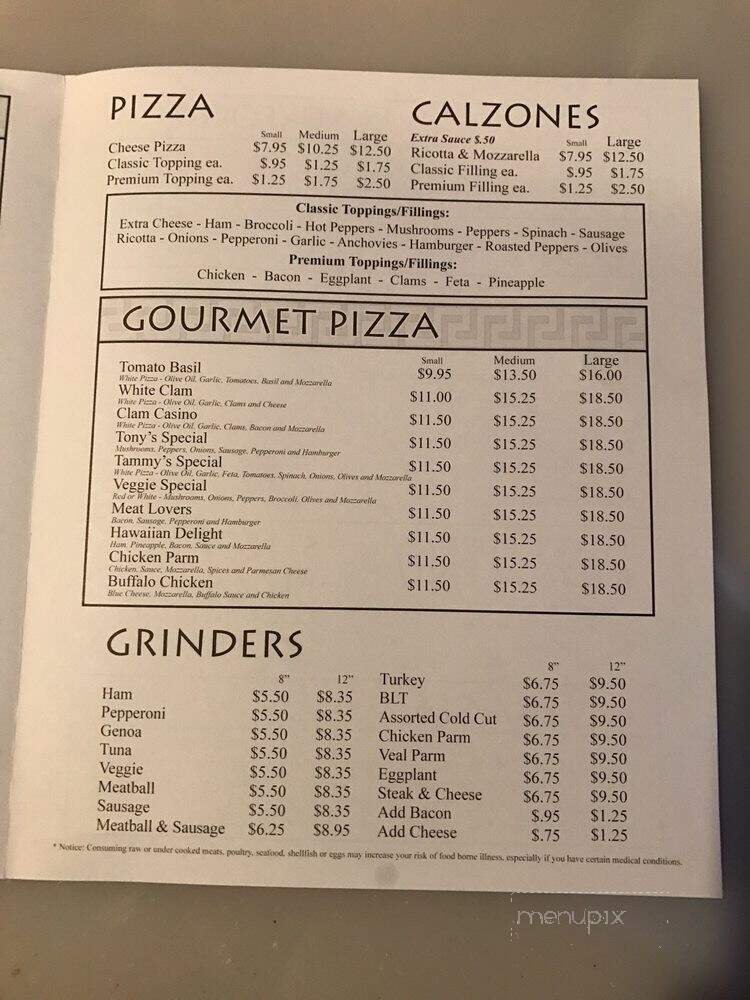 PIZZA
Small Medium Large
Cheese Pizza $7.95 $10.25 $12.50
Classic Topping ea. $.95 $1.25 $1.75
Premium Topping ea. $1.25 $1.75 $2.50
CALZONES
Extra Sauce $.50 Small Large
Ricotta & Mozzarella $7.95 $12.50
Classic Filling ea. $.95 $1.75
Premium Filling ea. $1.25 $2.50
Classic Toppings/Fillings:
Extra Cheese - Ham - Broccoli - Hot Peppers - Mushrooms - Peppers - Spinach - Sausage
Ricotta - Onions - Pepperoni - Garlic - Anchovies - Hamburger - Roasted Peppers - Olives
Premium Toppings/Fillings:
Chicken - Bacon - Eggplant - Clams - Feta - Pineapple
GOURMET PIZZA
Small Medium Large
Tomato Basil $9.95 $13.50 $16.00
White Pizza - Olive Oil, Garlic, Tomatoes, Basil and Mozzarella
White Clam $11.00 $15.25 $18.50
White Pizza - Olive Oil, Garlic, Clams and Cheese
Clam Casino $11.50 $15.25 $18.50
White Pizza - Olive Oil, Garlic, Clams, Bacon and Mozzarella
Tony's Special $11.50 $15.25 $18.50
Mushrooms, Peppers, Onions, Sausage, Pepperoni and Hamburger
Tammy's Special $11.50 $15.25 $18.50
White Pizza - Olive Oil, Garlic, Feta, Tomatoes, Spinach, Onions, Olives and Mozzarella
Veggie Special $11.50 $15.25 $18.50
Red or White - Mushrooms, Onions, Peppers, Broccoli, Olives and Mozzarella
Meat Lovers $11.50 $15.25 $18.50
Bacon, Sausage, Pepperoni and Hamburger
Hawaiian Delight $11.50 $15.25 $18.50
Ham, Pineapple, Bacon, Sauce and Mozzarella
Chicken Parm $11.50 $15.25 $18.50
Chicken, Sauce, Mozzarella, Spices and Parmesan Cheese
Buffalo Chicken $11.50 $15.25 $18.50
Blue Cheese, Mozzarella, Buffalo Sauce and Chicken
GRINDERS
8" 12"
Ham $5.50 $8.35
Pepperoni $5.50 $8.35
Genoa $5.50 $8.35
Tuna $5.50 $8.35
Veggie $5.50 $8.35
Meatball $5.50 $8.35
Sausage $5.50 $8.35
Meatball & Sausage $6.25 $8.95
8" 12"
Turkey $6.75 $9.50
BLT $6.75 $9.50
Assorted Cold Cut $6.75 $9.50
Chicken Parm $6.75 $9.50
Veal Parm $6.75 $9.50
Eggplant $6.75 $9.50
Steak & Cheese $6.75 $9.50
Add Bacon $.95 $1.25
Add Cheese $.75 $1.25
* Notice: Consuming raw or under cooked meats, poultry, seafood, shellfish or eggs may increase your risk of food borne illness, especially if you have certain medical conditions.
menupix